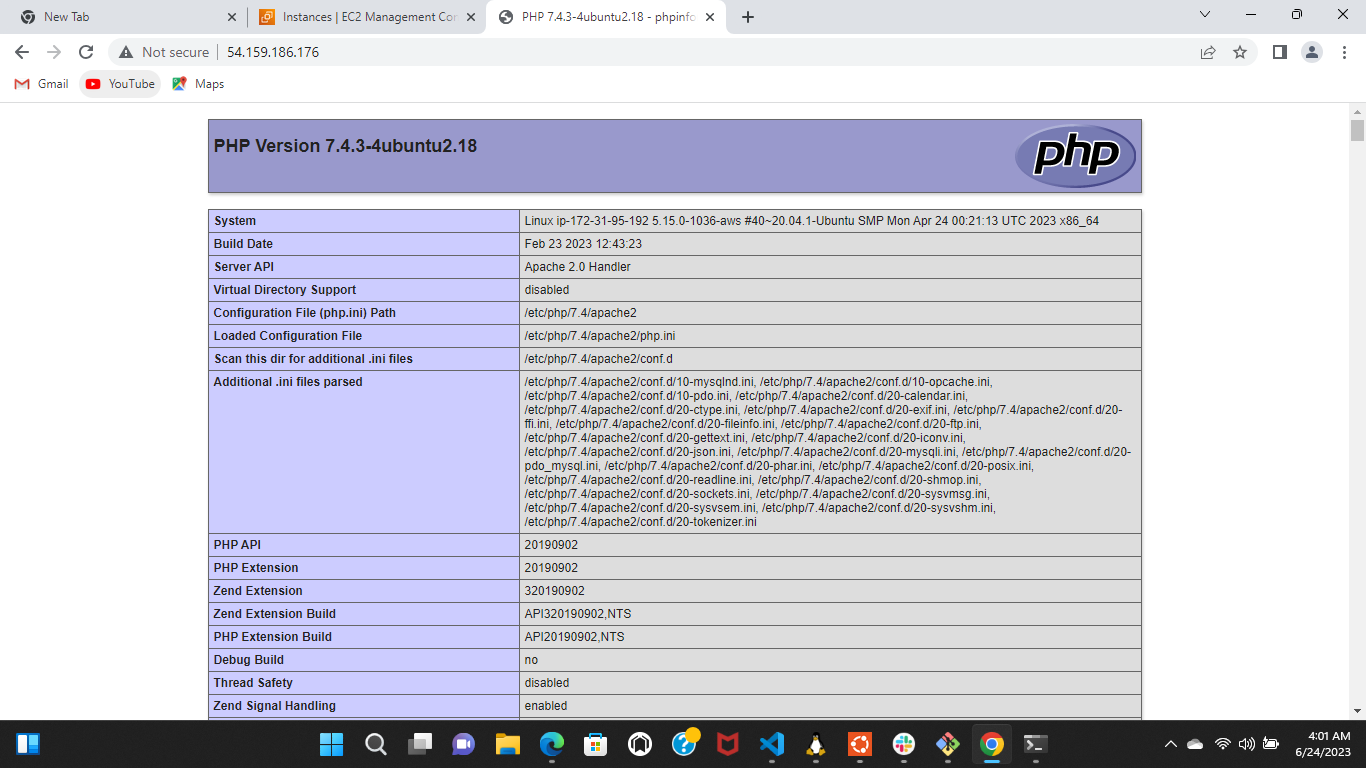 New Tab
Instances | EC2 Management Con
PHP 7.4.3-4ubuntu2.18 - phpinfo
Not secure
54.159.186.176
Gmail
YouTube
Maps
PHP Version 7.4.3-4ubuntu2.18
php
System Linux ip-172-31-95-192 5.15.0-1036-aws #40~20.04.1-Ubuntu SMP Mon Apr 24 00:21:13 UTC 2023 x86_64
Build Date Feb 23 2023 12:43:23
Server API Apache 2.0 Handler
Virtual Directory Support disabled
Configuration File (php.ini) Path /etc/php/7.4/apache2
Loaded Configuration File /etc/php/7.4/apache2/php.ini
Scan this dir for additional .ini files /etc/php/7.4/apache2/conf.d
Additional .ini files parsed /etc/php/7.4/apache2/conf.d/10-mysqlnd.ini, /etc/php/7.4/apache2/conf.d/10-opcache.ini,
/etc/php/7.4/apache2/conf.d/10-pdo.ini, /etc/php/7.4/apache2/conf.d/20-calendar.ini,
/etc/php/7.4/apache2/conf.d/20-ctype.ini, /etc/php/7.4/apache2/conf.d/20-exif.ini, /etc/php/7.4/apache2/conf.d/20-
ffi.ini, /etc/php/7.4/apache2/conf.d/20-fileinfo.ini, /etc/php/7.4/apache2/conf.d/20-ftp.ini,
/etc/php/7.4/apache2/conf.d/20-gettext.ini, /etc/php/7.4/apache2/conf.d/20-iconv.ini,
/etc/php/7.4/apache2/conf.d/20-json.ini, /etc/php/7.4/apache2/conf.d/20-mysqli.ini, /etc/php/7.4/apache2/conf.d/20-
pdo_mysql.ini, /etc/php/7.4/apache2/conf.d/20-phar.ini, /etc/php/7.4/apache2/conf.d/20-posix.ini,
/etc/php/7.4/apache2/conf.d/20-readline.ini, /etc/php/7.4/apache2/conf.d/20-shmop.ini,
/etc/php/7.4/apache2/conf.d/20-sockets.ini, /etc/php/7.4/apache2/conf.d/20-sysvmsg.ini,
/etc/php/7.4/apache2/conf.d/20-sysvsem.ini, /etc/php/7.4/apache2/conf.d/20-sysvshm.ini,
/etc/php/7.4/apache2/conf.d/20-tokenizer.ini
PHP API 20190902
PHP Extension 20190902
Zend Extension 320190902
Zend Extension Build API320190902,NTS
PHP Extension Build API20190902,NTS
Debug Build no
Thread Safety disabled
Zend Signal Handling enabled
4:01 AM
6/24/2023